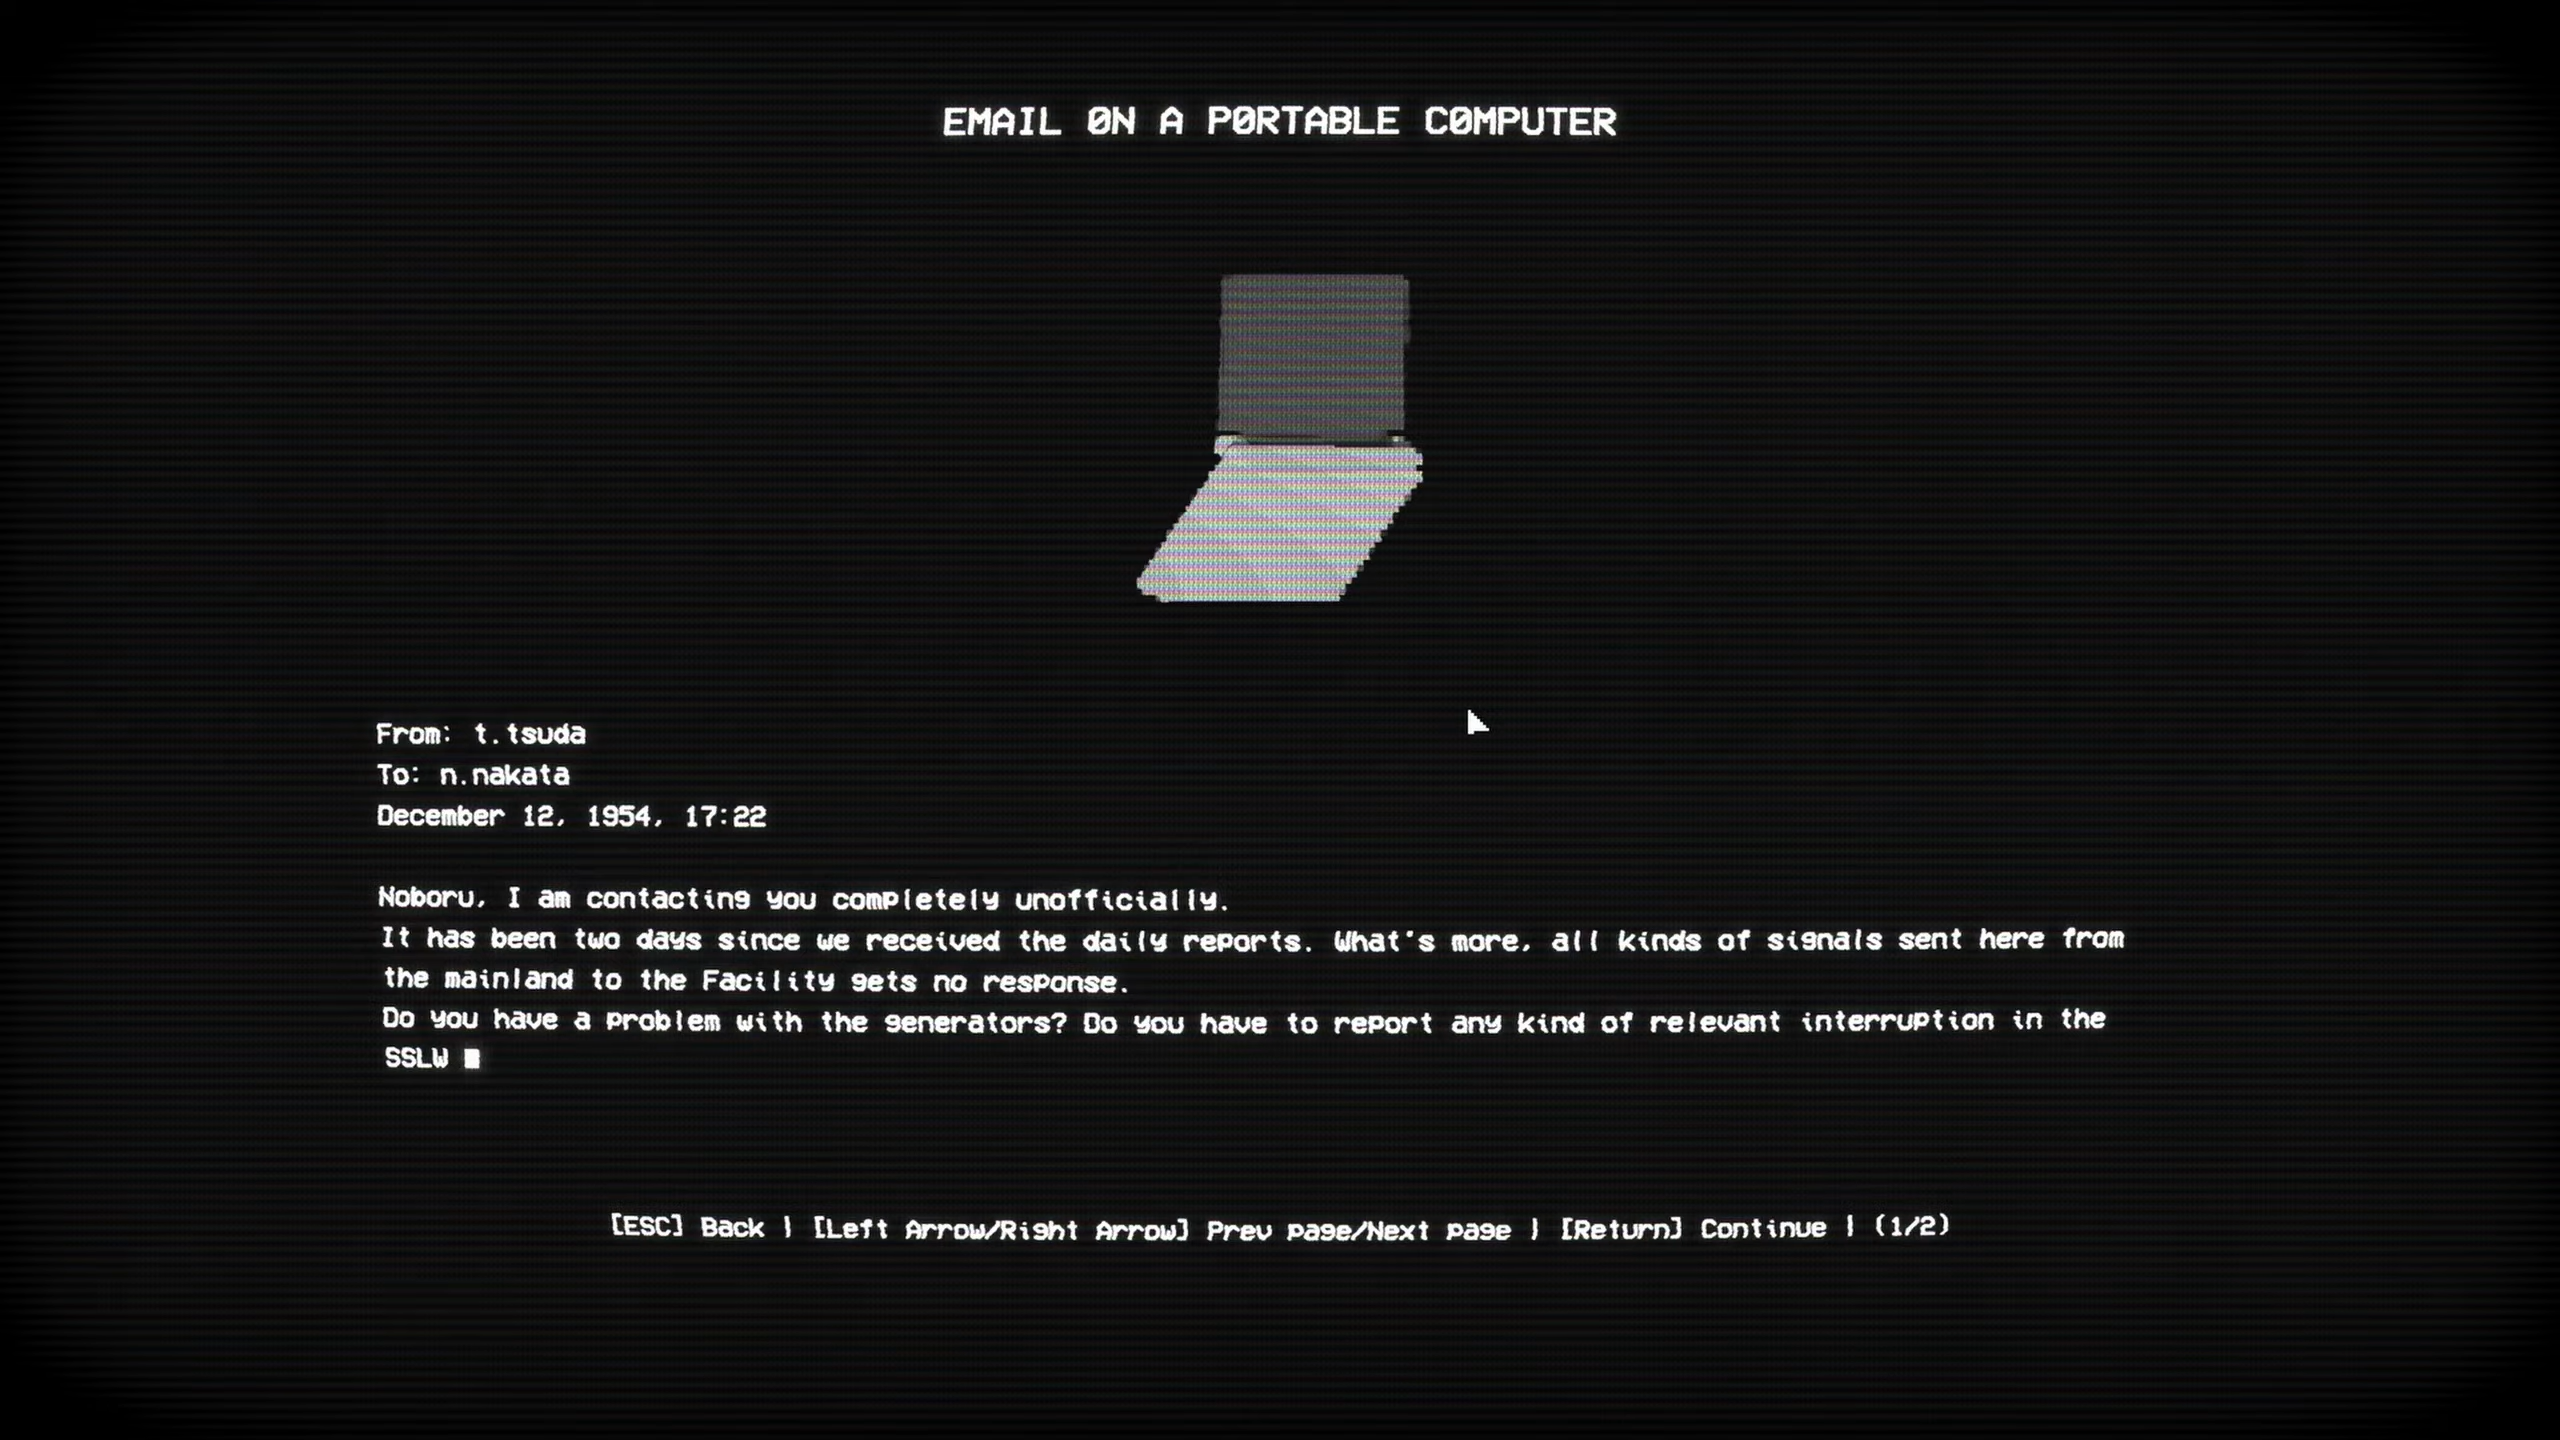 EMAIL ON A PORTABLE COMPUTER
From: t.tsuda
To: n.nakata
December 12, 1954, 17:22
Noboru, I am contacting you completely unofficially.
It has been two days since we received the daily reports. What's more, all kinds of signals sent here from
the mainland to the Facility gets no response.
Do you have a problem with the generators? Do you have to report any kind of relevant interruption in the
SSLW
[ESC] Back | [Left Arrow/Right Arrow] Prev page/Next page | [Return] Continue | (1/2)